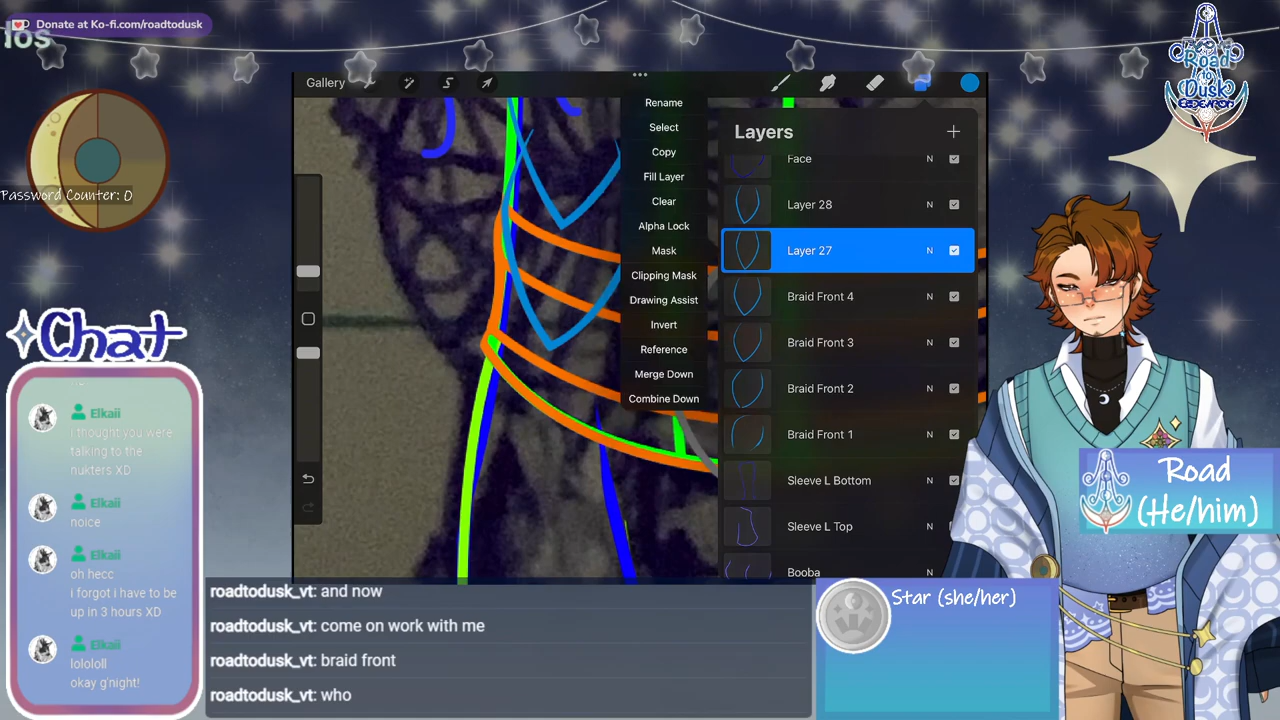 Donate at Ko-fi.com/roadtodusk
los
Password Counter: 0
Gallery
Rename
Select
Copy
Fill Layer
Clear
Alpha Lock
Mask
Clipping Mask
Drawing Assist
Invert
Reference
Merge Down
Combine Down
Layers
Face N
Layer 28 N
Layer 27 N
Braid Front 4 N
Braid Front 3 N
Braid Front 2 N
Braid Front 1 N
Sleeve L Bottom N
Sleeve L Top N
Booba N
Road
to
Dusk
Chat
Elkaii
i thought you were
talking to the
nukters XD
Elkaii
noice
Elkaii
oh hecc
i forgot i have to be
up in 3 hours XD
Elkaii
lolololl
okay g'night!
roadtodusk_vt: and now
roadtodusk_vt: come on work with me
roadtodusk_vt: braid front
roadtodusk_vt: who
Star (she/her)
Road
(He/him)